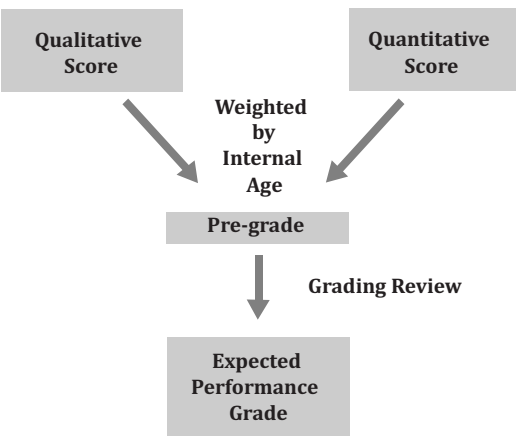 Qualitative
Score
Quantitative
Score
Weighted
by
Internal
Age
Pre-grade
Grading Review
Expected
Performance
Grade